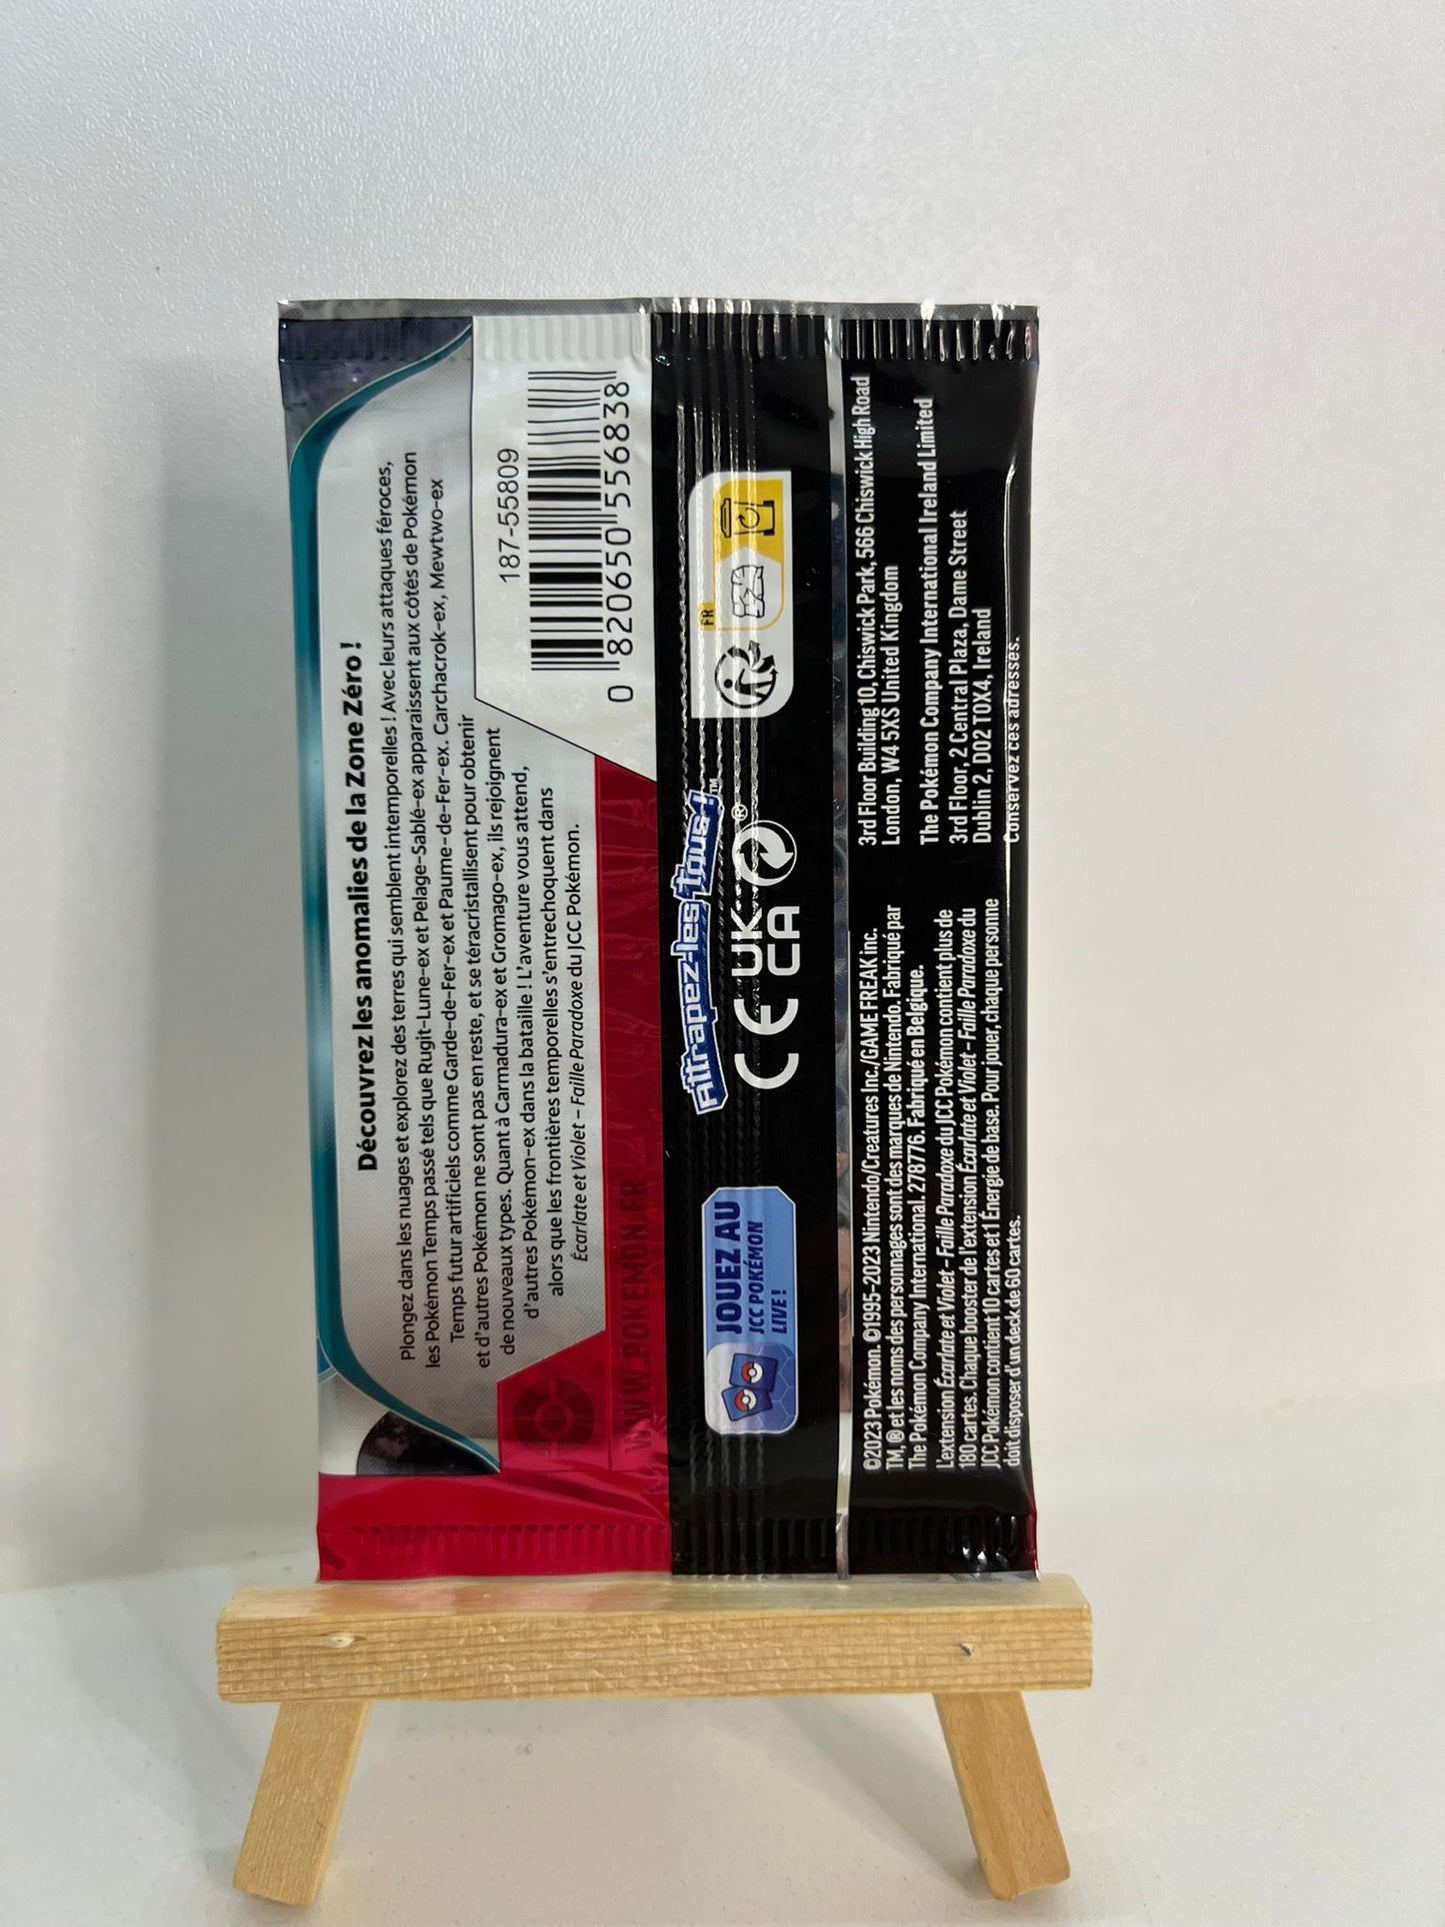 Découvrez les anomalies de la Zone Zéro !
Plongez dans les nuages et explorez des terres qui semblent intemporelles ! Avec leurs attaques féroces,
les Pokémon Temps passé tels que Rugit-Lune-ex et Pelage-Sablé-ex apparaissent aux côtés de Pokémon
Temps futur artificiels comme Garde-de-Fer-ex et Paume-de-Fer-ex. Carchacrok-ex, Mewtwo-ex
et d'autres Pokémon ne sont pas en reste, et se téracristallisent pour obtenir
de nouveaux types. Quant à Carmadura-ex et Gromago-ex, ils rejoignent
d'autres Pokémon-ex dans la bataille ! L'aventure vous attend,
alors que les frontières temporelles s'entrechoquent dans
Écarlate et Violet – Faille Paradoxe du JCC Pokémon.
187-55809
0 820650 556838
WWW.POKEMON.FR
Attrapez-les tous !™
JOUEZ AU
JCC POKÉMON
LIVE !
CE
UK
CA
®
FR
©2023 Pokémon. ©1995-2023 Nintendo/Creatures Inc./GAME FREAK inc.
TM, ® et les noms des personnages sont des marques de Nintendo. Fabriqué par
The Pokémon Company International. 278776. Fabriqué en Belgique.
L'extension Écarlate et Violet – Faille Paradoxe du JCC Pokémon contient plus de
180 cartes. Chaque booster de l'extension Écarlate et Violet – Faille Paradoxe du
JCC Pokémon contient 10 cartes et 1 Énergie de base. Pour jouer, chaque personne
doit disposer d'un deck de 60 cartes.
3rd Floor Building 10, Chiswick Park, 566 Chiswick High Road
London, W4 5XS United Kingdom
The Pokémon Company International Ireland Limited
3rd Floor, 2 Central Plaza, Dame Street
Dublin 2, D02 T0X4, Ireland
Conservez ces adresses.